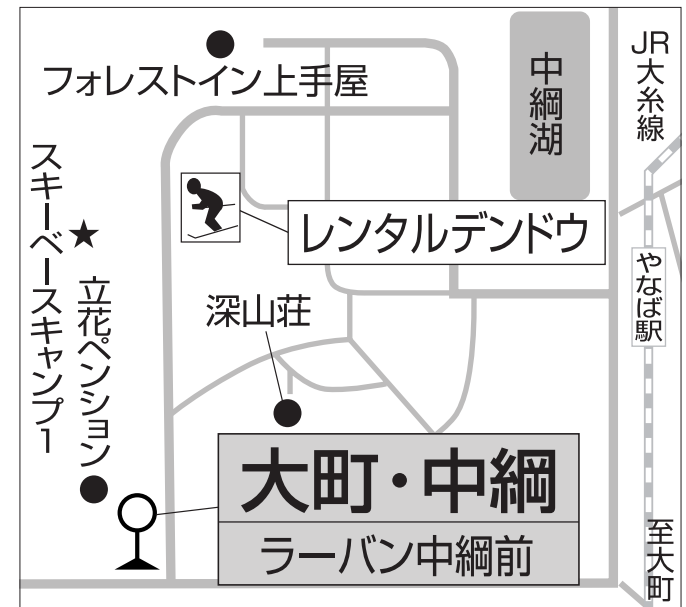 フォレストイン上手屋
中綱湖
JR大糸線
スキーベースキャンプ1
立花ペンション
レンタルデンドウ
やなば駅
深山荘
大町・中綱
ラーバン中綱前
至大町